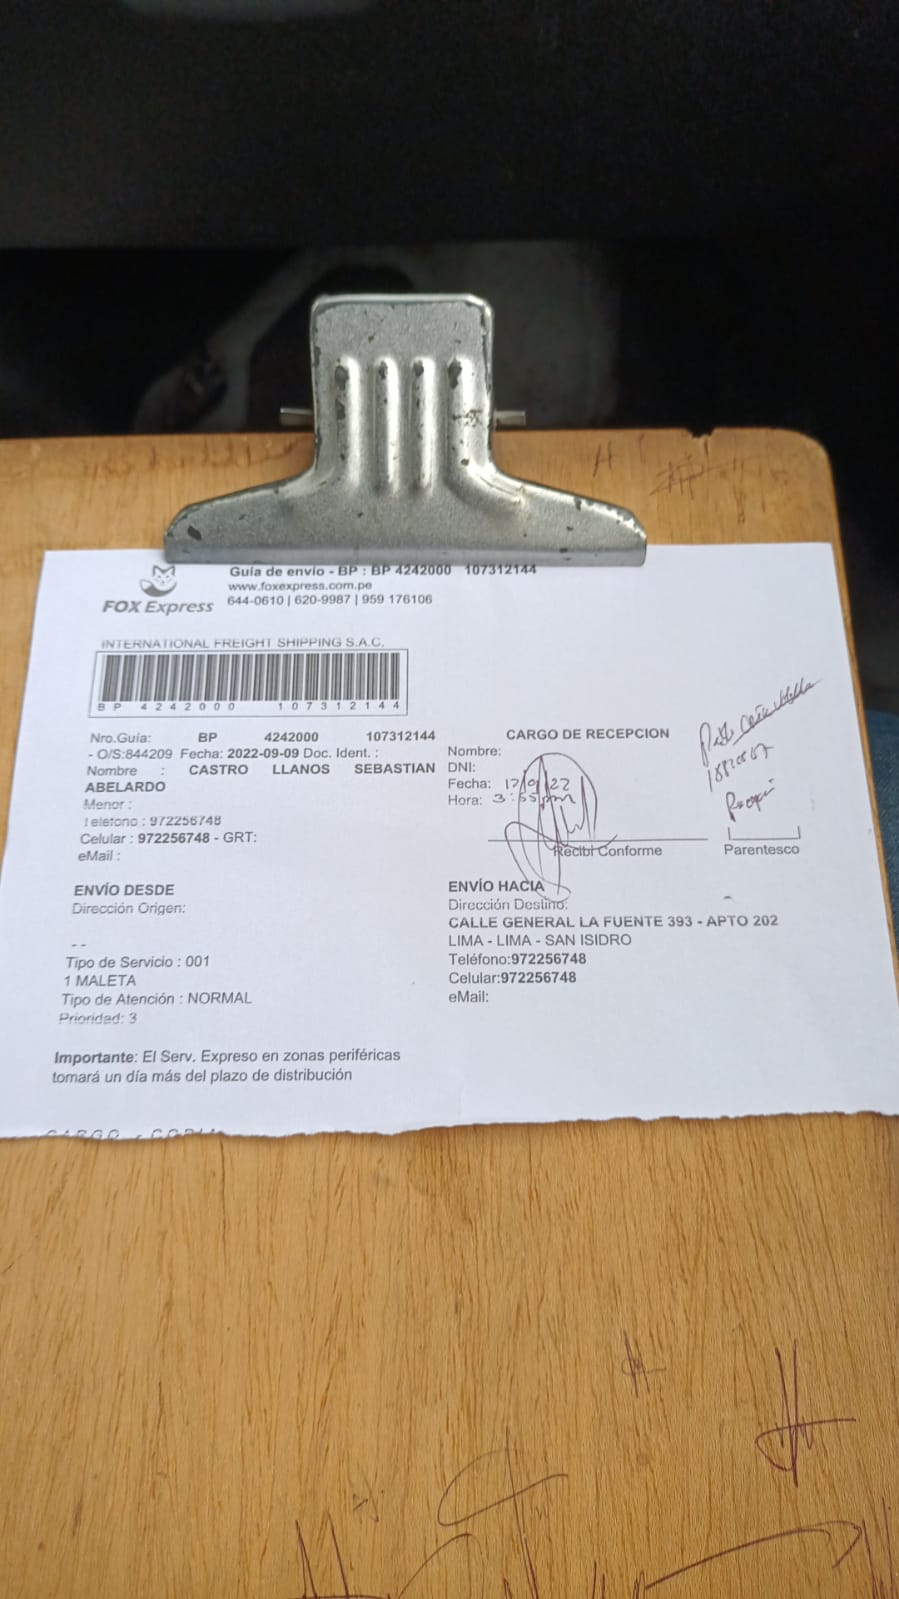 Guía de envío - BP : BP 4242000 107312144
www.foxexpress.com.pe
644-0610 | 620-9987 | 959 176106
FOX Express
INTERNATIONAL FREIGHT SHIPPING S.A.C.
BP 4242000 107312144
Nro.Guía: BP 4242000 107312144
- O/S:844209 Fecha: 2022-09-09 Doc. Ident. :
Nombre : CASTRO LLANOS SEBASTIAN
ABELARDO
Menor :
Telefono : 972256748
Celular : 972256748 - GRT:
eMail :
CARGO DE RECEPCION
Nombre:
DNI:
Fecha:
Hora: 3:55pm
Recibi Conforme
Parentesco
ENVÍO DESDE
Dirección Origen:
- -
Tipo de Servicio : 001
1 MALETA
Tipo de Atención : NORMAL
Prioridad: 3
ENVÍO HACIA
Dirección Destino:
CALLE GENERAL LA FUENTE 393 - APTO 202
LIMA - LIMA - SAN ISIDRO
Teléfono:972256748
Celular:972256748
eMail:
Importante: El Serv. Expreso en zonas periféricas
tomará un día más del plazo de distribución